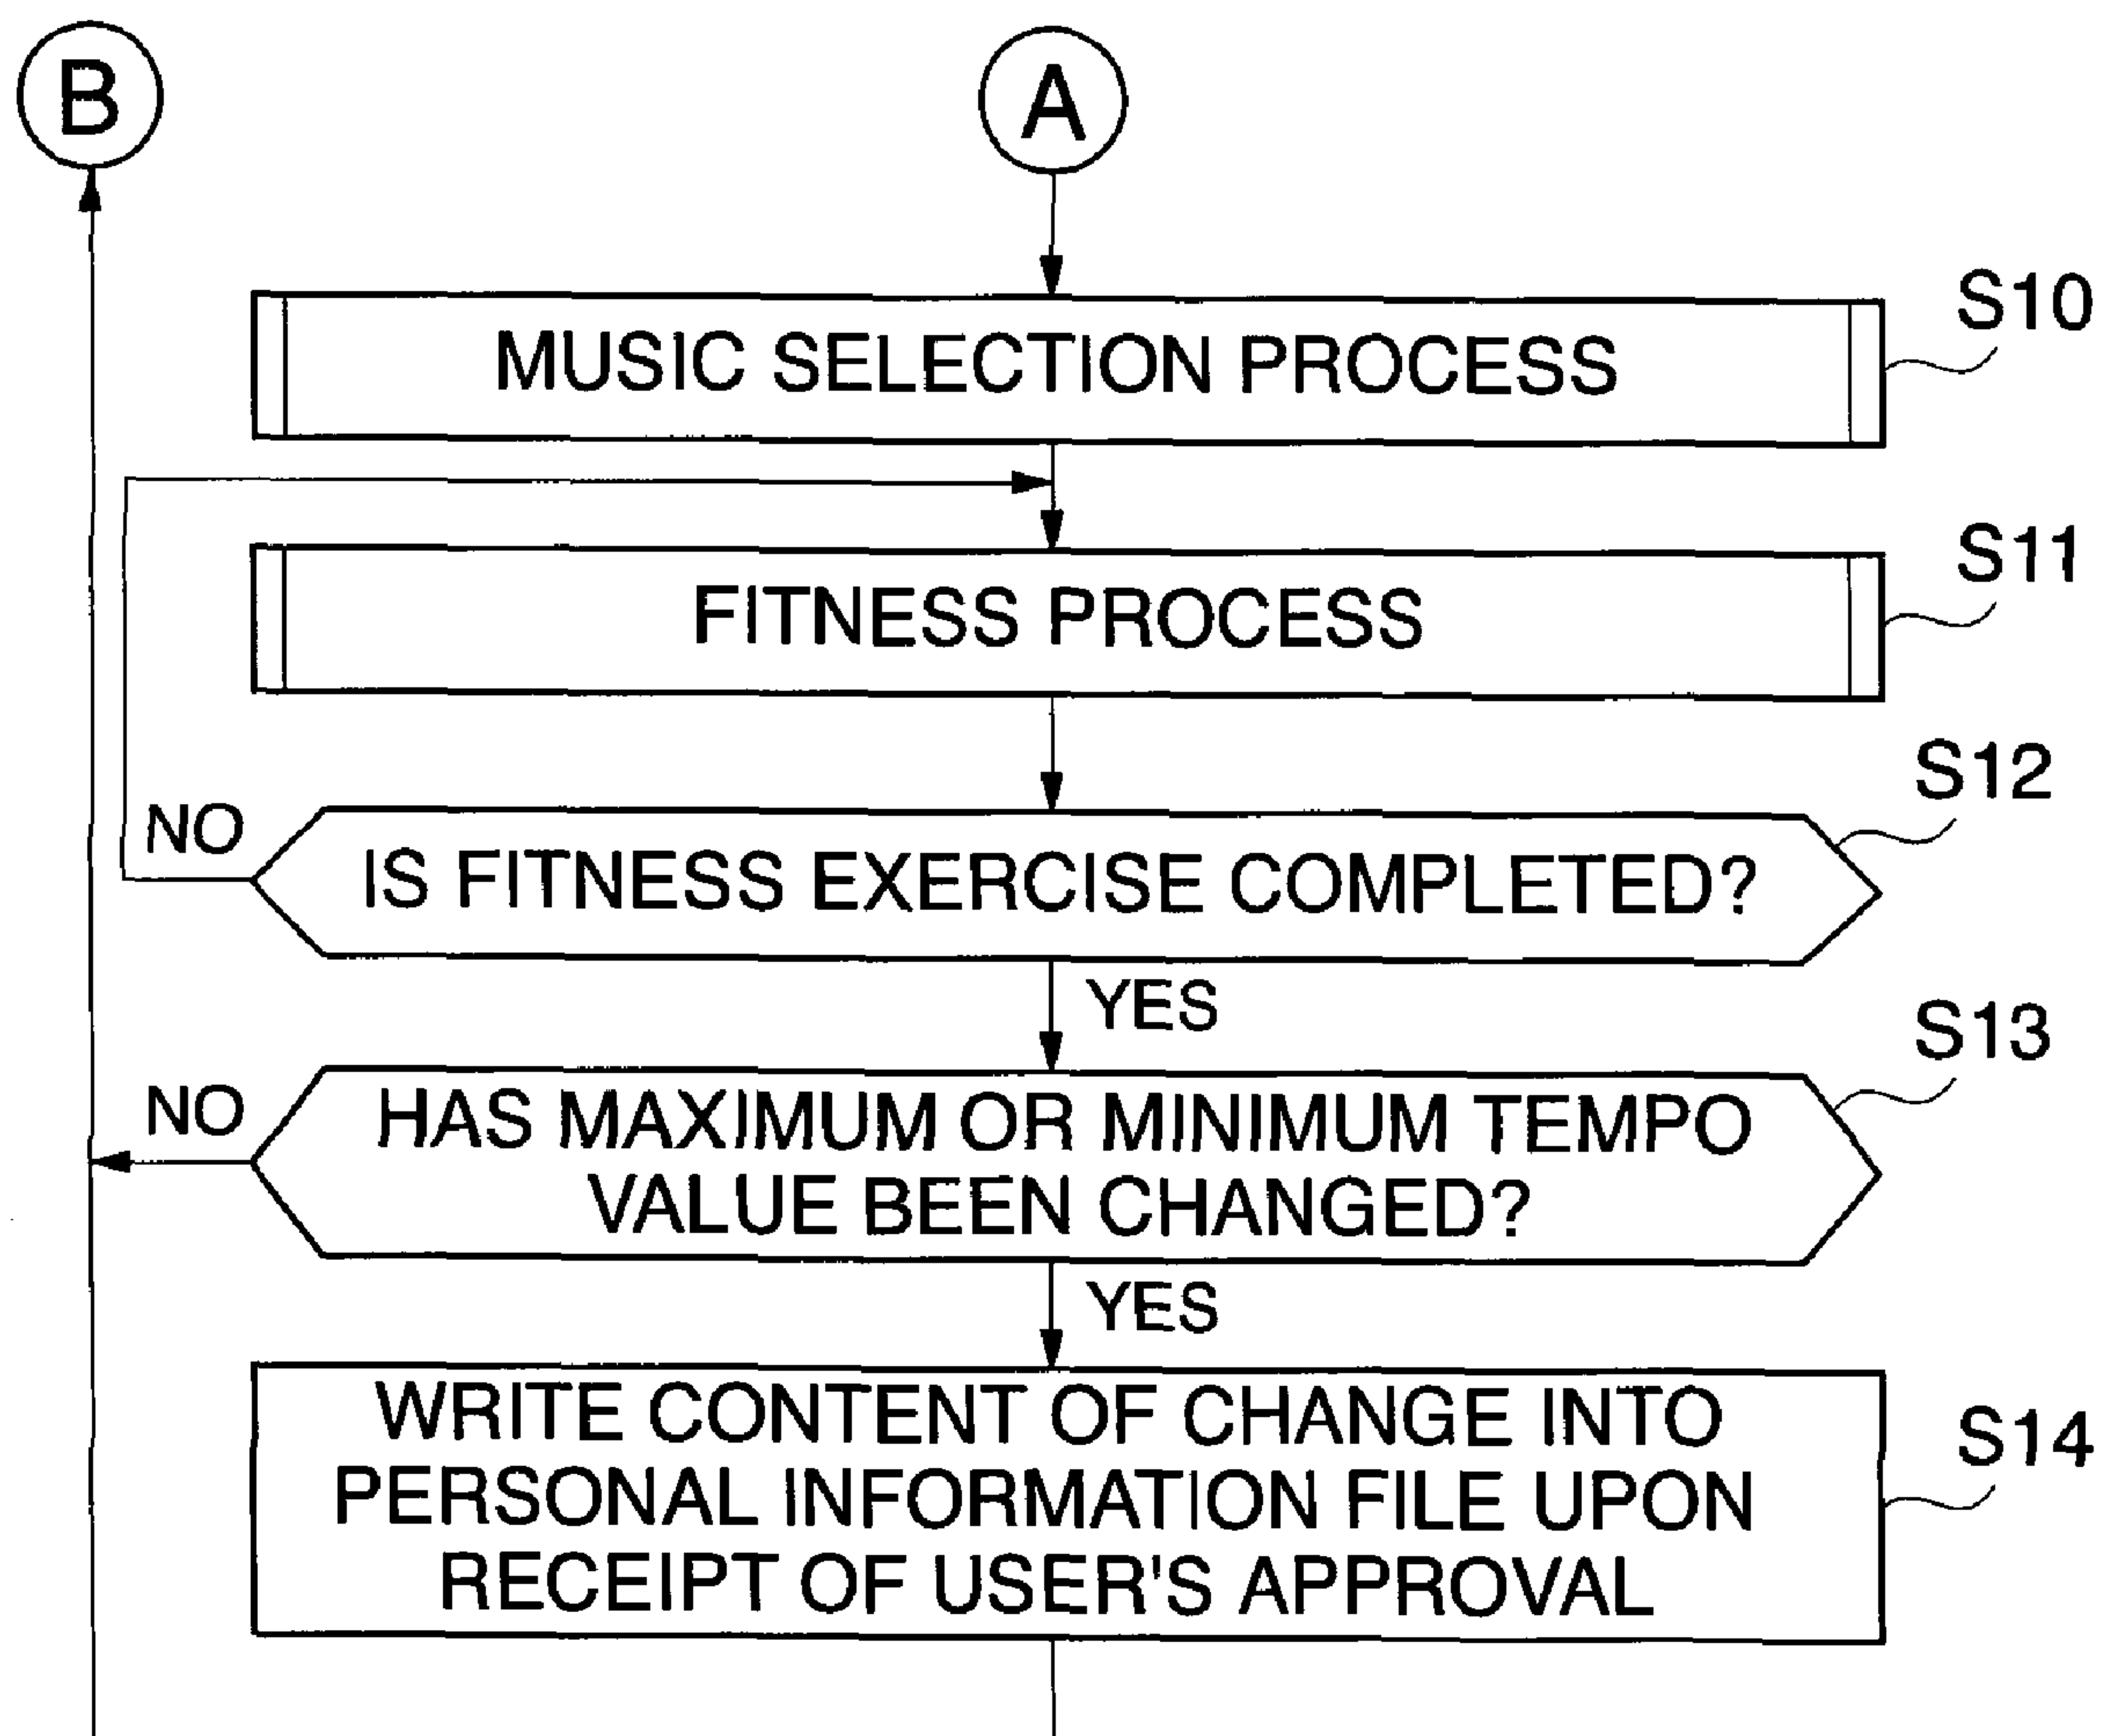 B
A
S10
MUSIC SELECTION PROCESS
S11
FITNESS PROCESS
S12
NO
IS FITNESS EXERCISE COMPLETED?
YES
S13
NO
HAS MAXIMUM OR MINIMUM TEMPO
VALUE BEEN CHANGED?
YES
S14
WRITE CONTENT OF CHANGE INTO
PERSONAL INFORMATION FILE UPON
RECEIPT OF USER'S APPROVAL